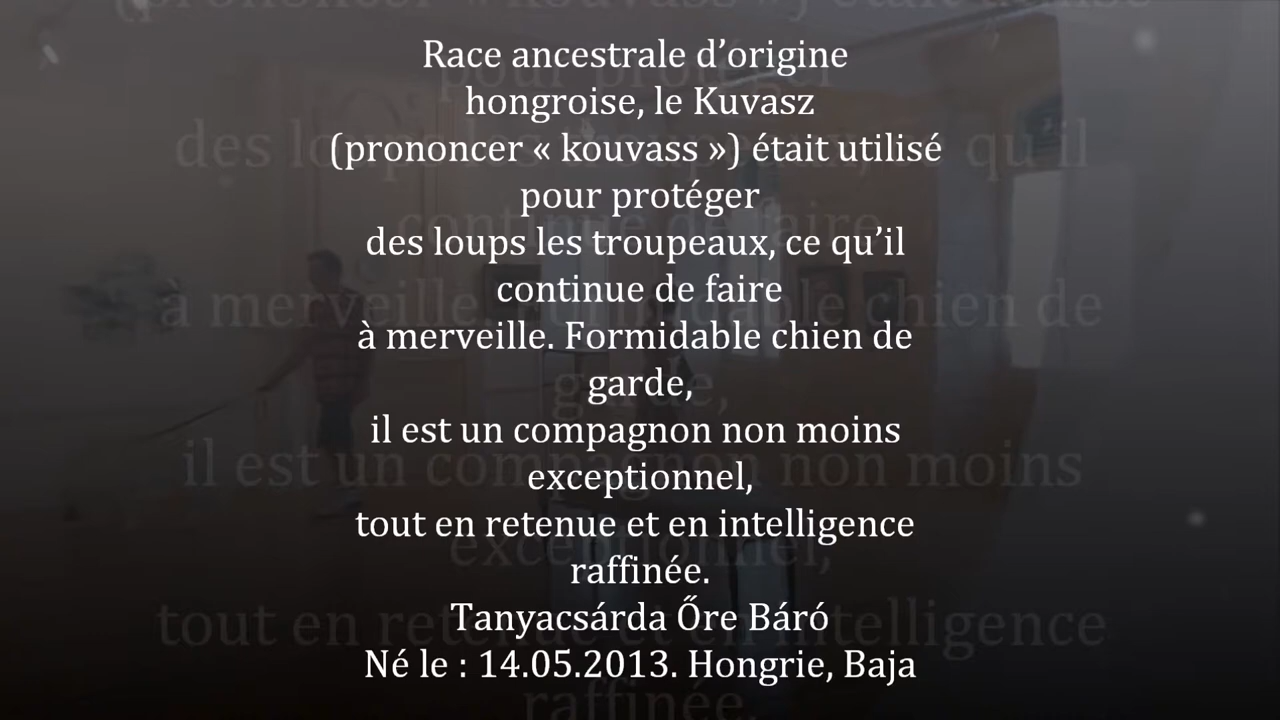 Race ancestrale d’origine
hongroise, le Kuvasz
(prononcer « kouvass ») était utilisé
pour protéger
des loups les troupeaux, ce qu’il
continue de faire
à merveille. Formidable chien de
garde,
il est un compagnon non moins
exceptionnel,
tout en retenue et en intelligence
raffinée.
Tanyacsárda Őre Báró
Né le : 14.05.2013. Hongrie, Baja